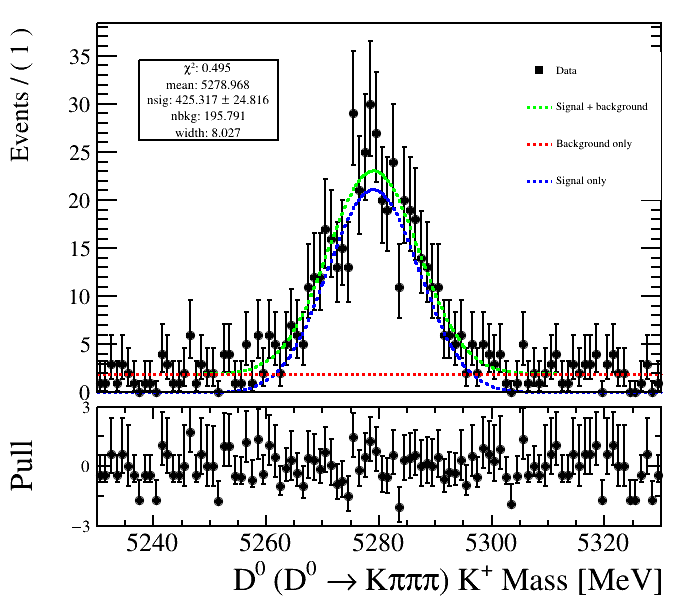 Events / ( 1 )
35
30
25
20
15
10
5
0
χ²: 0.495
mean: 5278.968
nsig: 425.317 ± 24.816
nbkg: 195.791
width: 8.027
Data
Signal + background
Background only
Signal only
Pull
3
0
−3
5240 5260 5280 5300 5320
D⁰ (D⁰ → Kπππ) K⁺ Mass [MeV]